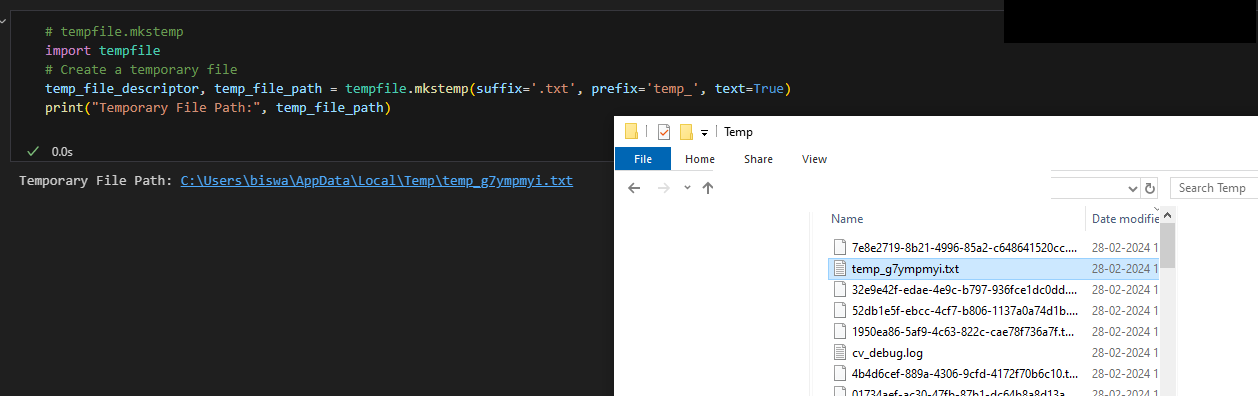 # tempfile.mkstemp
import tempfile
# Create a temporary file
temp_file_descriptor, temp_file_path = tempfile.mkstemp(suffix='.txt', prefix='temp_', text=True)
print("Temporary File Path:", temp_file_path)
0.0s
Temporary File Path: C:\Users\biswa\AppData\Local\Temp\temp_g7ympmyi.txt
Temp
File Home Share View
Search Temp
Name Date modifie
7e8e2719-8b21-4996-85a2-c648641520cc.... 28-02-2024 1
temp_g7ympmyi.txt 28-02-2024 1
32e9e42f-edae-4e9c-b797-936fce1dc0dd.... 28-02-2024 1
52db1e5f-ebcc-4cf7-b806-1137a0a74d1b.... 28-02-2024 1
1950ea86-5af9-4c63-822c-cae78f736a7f.t... 28-02-2024 1
cv_debug.log 28-02-2024 1
4b4d6cef-889a-4306-9cfd-4172f70b6c10.t... 28-02-2024 1